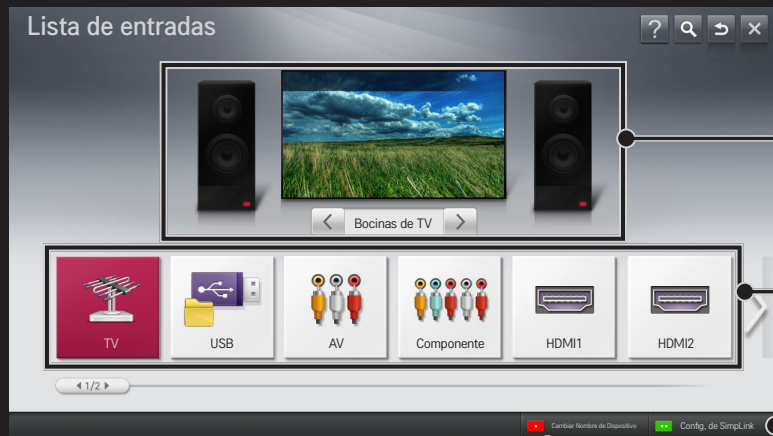 Lista de entradas
?
Bocinas de TV
TV
USB
AV
Componente
HDMI1
HDMI2
1/2
Cambiar Nombre de Dispositivo
Config. de SimpLink